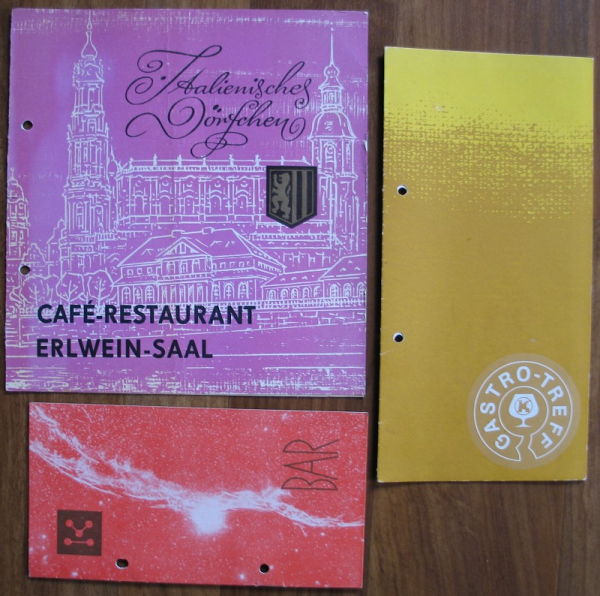 Italienisches
Dörfchen
CAFÉ-RESTAURANT
ERLWEIN-SAAL
GASTRO-TREFF
K
BAR